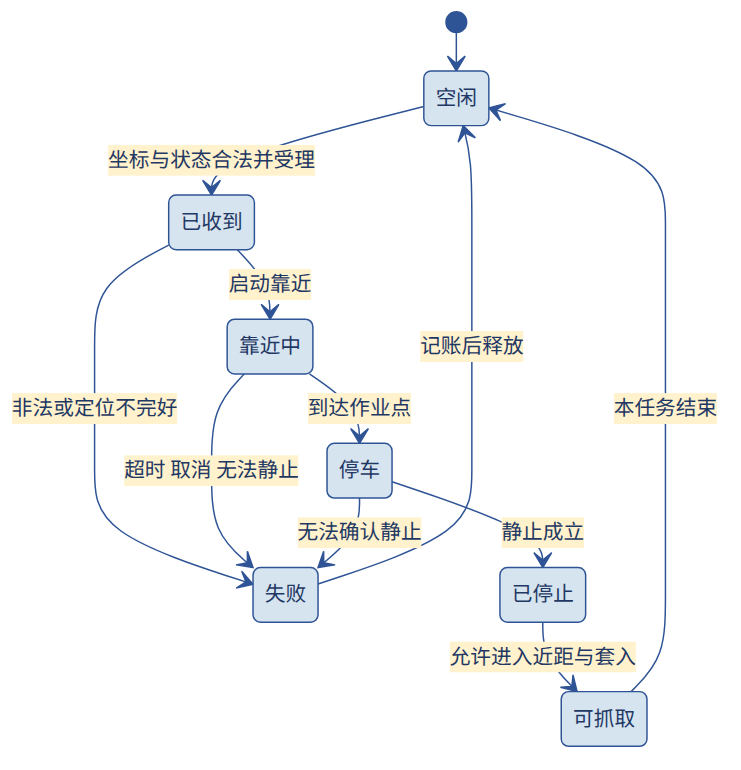 空闲
坐标与状态合法并受理
已收到
启动靠近
靠近中
记账后释放
非法或定位不完好
到达作业点
本任务结束
超时 取消 无法静止
停车
无法确认静止
静止成立
失败
已停止
允许进入近距与套入
可抓取